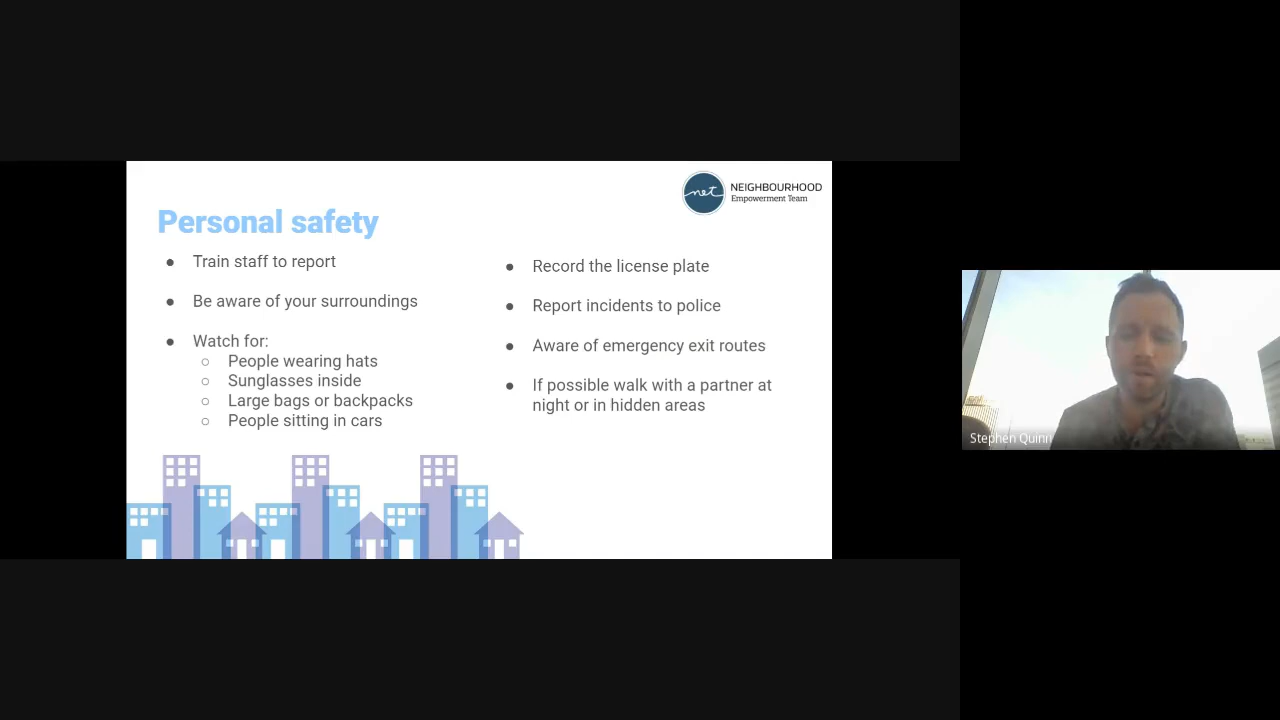 net
NEIGHBOURHOOD
Empowerment Team
Personal safety
● Train staff to report
● Be aware of your surroundings
● Watch for:
○ People wearing hats
○ Sunglasses inside
○ Large bags or backpacks
○ People sitting in cars
● Record the license plate
● Report incidents to police
● Aware of emergency exit routes
● If possible walk with a partner at
night or in hidden areas
Stephen Quinn